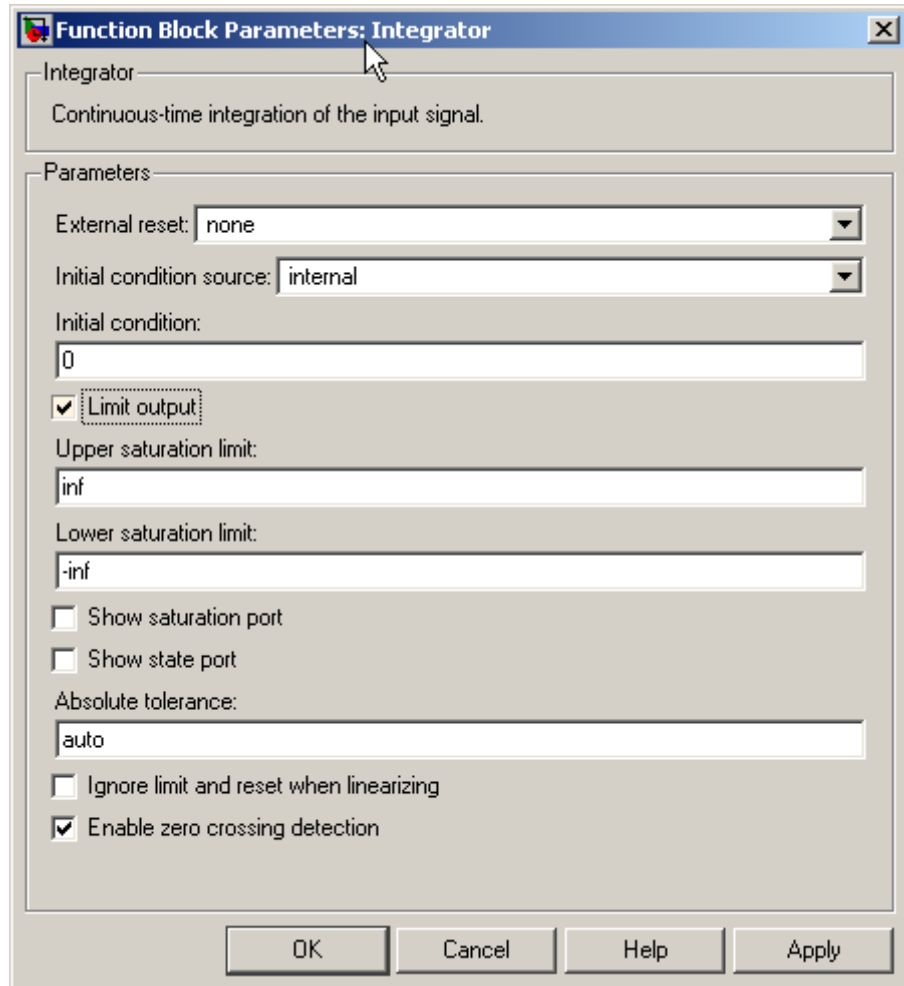 Function Block Parameters: Integrator
Integrator
Continuous-time integration of the input signal.
Parameters
External reset: none
Initial condition source: internal
Initial condition:
0
Limit output
Upper saturation limit:
inf
Lower saturation limit:
-inf
Show saturation port
Show state port
Absolute tolerance:
auto
Ignore limit and reset when linearizing
Enable zero crossing detection
OK Cancel Help Apply